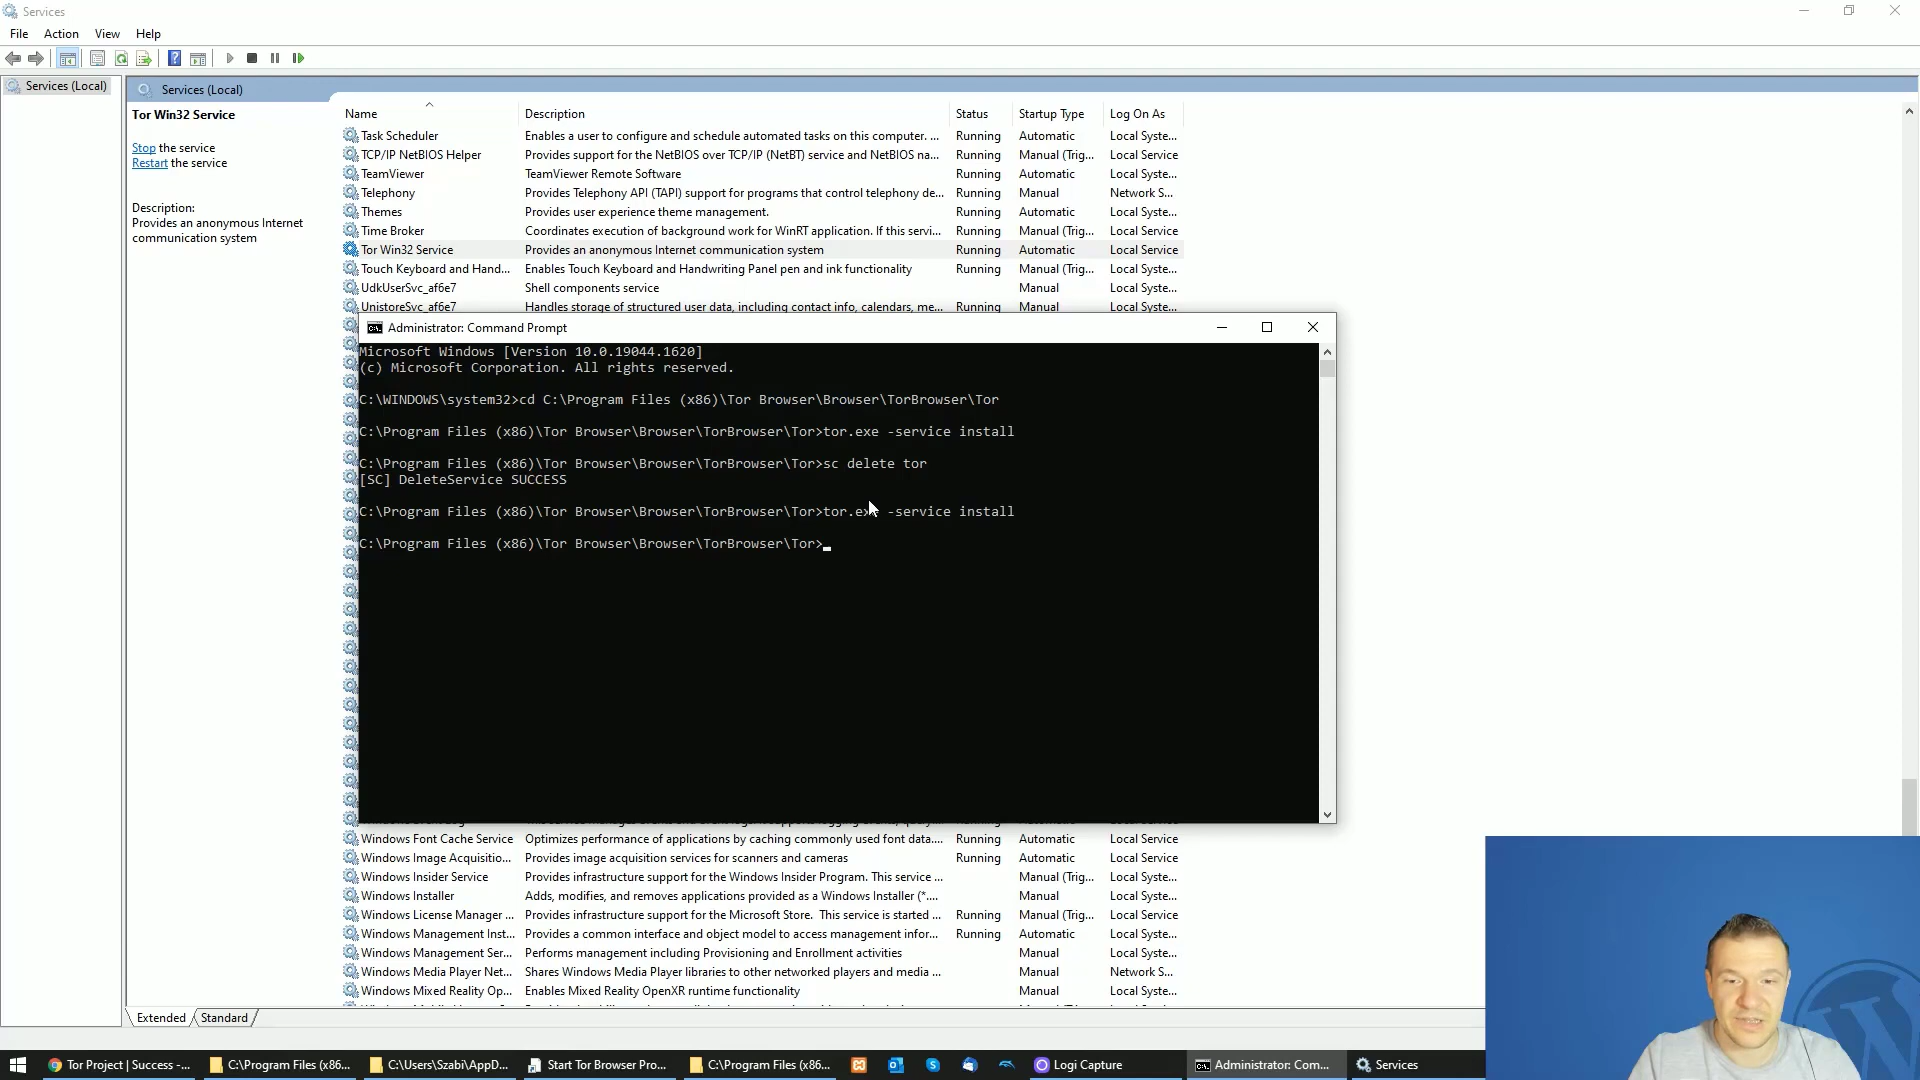 Services
File Action View Help
Services (Local)
Services (Local)
Tor Win32 Service
Stop the service
Restart the service
Description:
Provides an anonymous Internet
communication system
Name Description Status Startup Type Log On As
Task Scheduler Enables a user to configure and schedule automated tasks on this computer. ... Running Automatic Local Syste...
TCP/IP NetBIOS Helper Provides support for the NetBIOS over TCP/IP (NetBT) service and NetBIOS na... Running Manual (Trig... Local Service
TeamViewer TeamViewer Remote Software Running Automatic Local Syste...
Telephony Provides Telephony API (TAPI) support for programs that control telephony de... Running Manual Network S...
Themes Provides user experience theme management. Running Automatic Local Syste...
Time Broker Coordinates execution of background work for WinRT application. If this servi... Running Manual (Trig... Local Service
Tor Win32 Service Provides an anonymous Internet communication system Running Automatic Local Service
Touch Keyboard and Hand... Enables Touch Keyboard and Handwriting Panel pen and ink functionality Running Manual (Trig... Local Syste...
UdkUserSvc_af6e7 Shell components service Manual Local Syste...
UnistoreSvc_af6e7 Handles storage of structured user data, including contact info, calendars, me... Running Manual Local Syste...
Administrator: Command Prompt
Microsoft Windows [Version 10.0.19044.1620]
(c) Microsoft Corporation. All rights reserved.
C:\WINDOWS\system32>cd C:\Program Files (x86)\Tor Browser\Browser\TorBrowser\Tor
C:\Program Files (x86)\Tor Browser\Browser\TorBrowser\Tor>tor.exe -service install
C:\Program Files (x86)\Tor Browser\Browser\TorBrowser\Tor>sc delete tor
[SC] DeleteService SUCCESS
C:\Program Files (x86)\Tor Browser\Browser\TorBrowser\Tor>tor.exe -service install
C:\Program Files (x86)\Tor Browser\Browser\TorBrowser\Tor>
Windows Font Cache Service Optimizes performance of applications by caching commonly used font data.... Running Automatic Local Service
Windows Image Acquisitio... Provides image acquisition services for scanners and cameras Running Automatic Local Service
Windows Insider Service Provides infrastructure support for the Windows Insider Program. This service ... Manual (Trig... Local Syste...
Windows Installer Adds, modifies, and removes applications provided as a Windows Installer (*.... Manual Local Syste...
Windows License Manager ... Provides infrastructure support for the Microsoft Store. This service is started ... Running Manual (Trig... Local Service
Windows Management Inst... Provides a common interface and object model to access management infor... Running Automatic Local Syste...
Windows Management Ser... Performs management including Provisioning and Enrollment activities Manual Local Syste...
Windows Media Player Net... Shares Windows Media Player libraries to other networked players and media ... Manual Network S...
Windows Mixed Reality Op... Enables Mixed Reality OpenXR runtime functionality Manual Local Syste...
Extended Standard
Tor Project | Success -... C:\Program Files (x86... C:\Users\Szabi\AppD... Start Tor Browser Pro... C:\Program Files (x86... Logi Capture Administrator: Com... Services